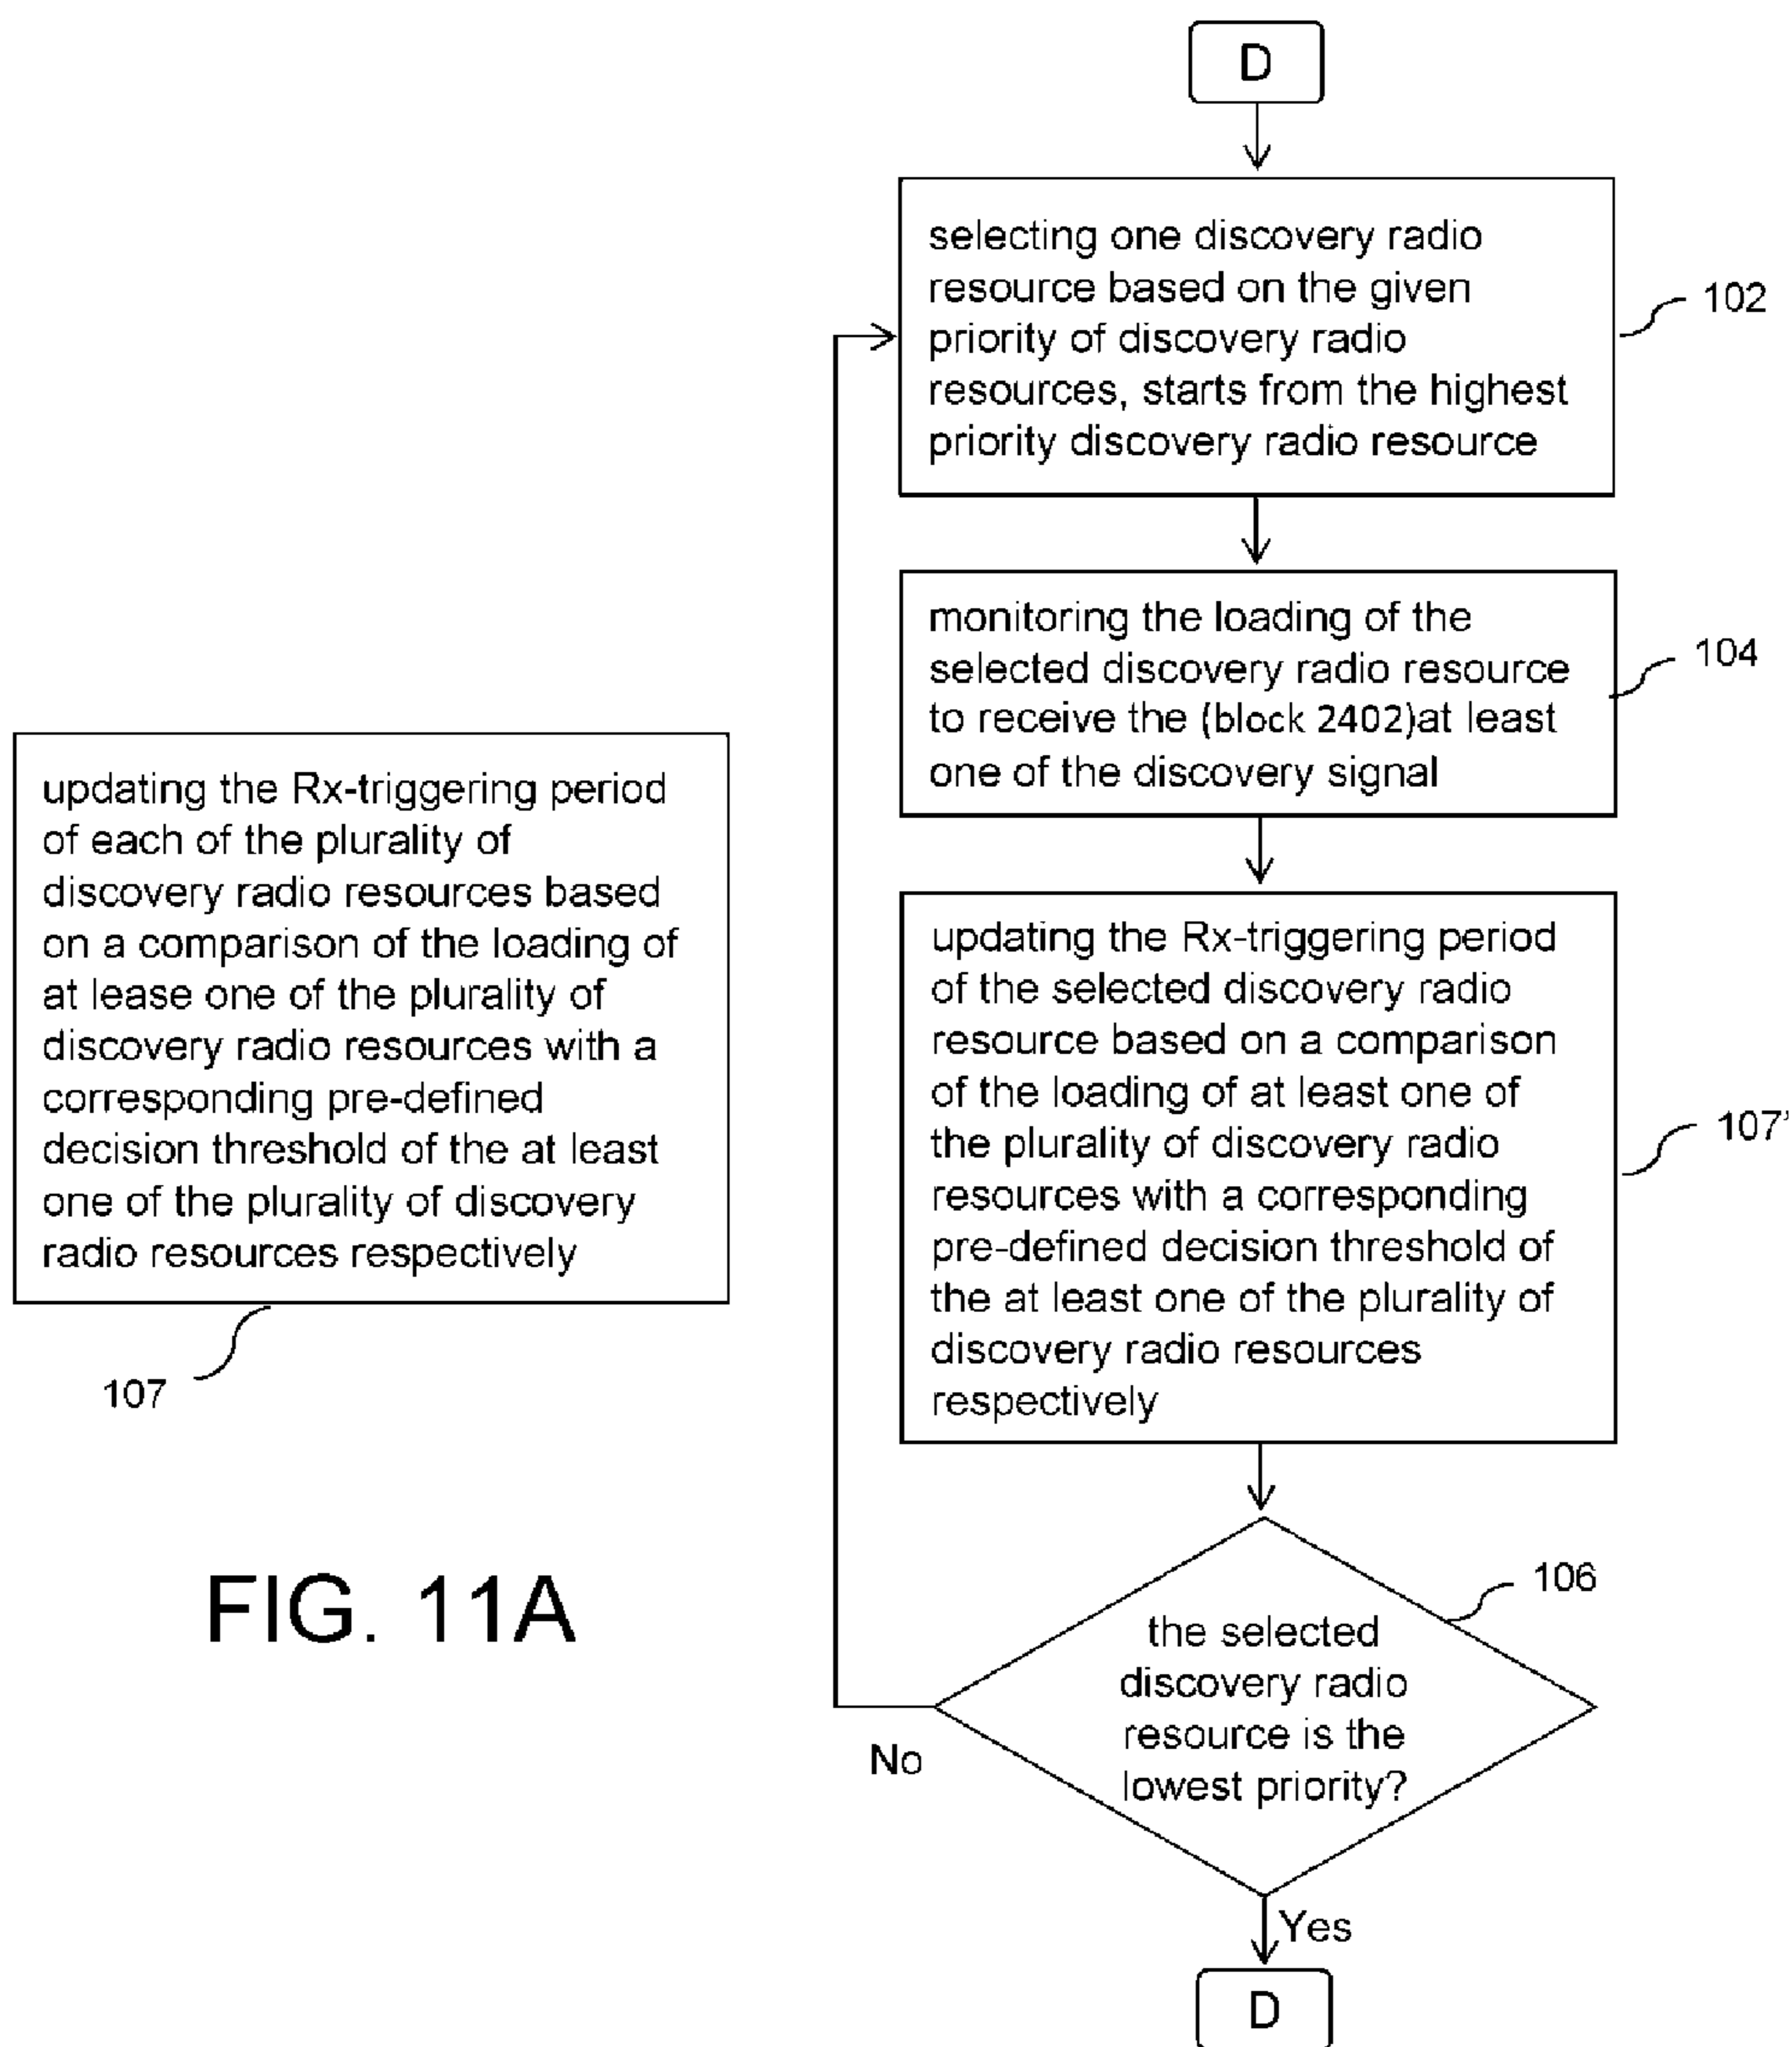 updating the Rx-triggering period
of each of the plurality of
discovery radio resources based
on a comparison of the loading of
at lease one of the plurality of
discovery radio resources with a
corresponding pre-defined
decision threshold of the at least
one of the plurality of discovery
radio resources respectively
107
FIG. 11A
D
selecting one discovery radio
resource based on the given
priority of discovery radio
resources, starts from the highest
priority discovery radio resource
102
monitoring the loading of the
selected discovery radio resource
to receive the (block 2402)at least
one of the discovery signal
104
updating the Rx-triggering period
of the selected discovery radio
resource based on a comparison
of the loading of at least one of
the plurality of discovery radio
resources with a corresponding
pre-defined decision threshold of
the at least one of the plurality of
discovery radio resources
respectively
107'
the selected
discovery radio
resource is the
lowest priority?
106
No
Yes
D